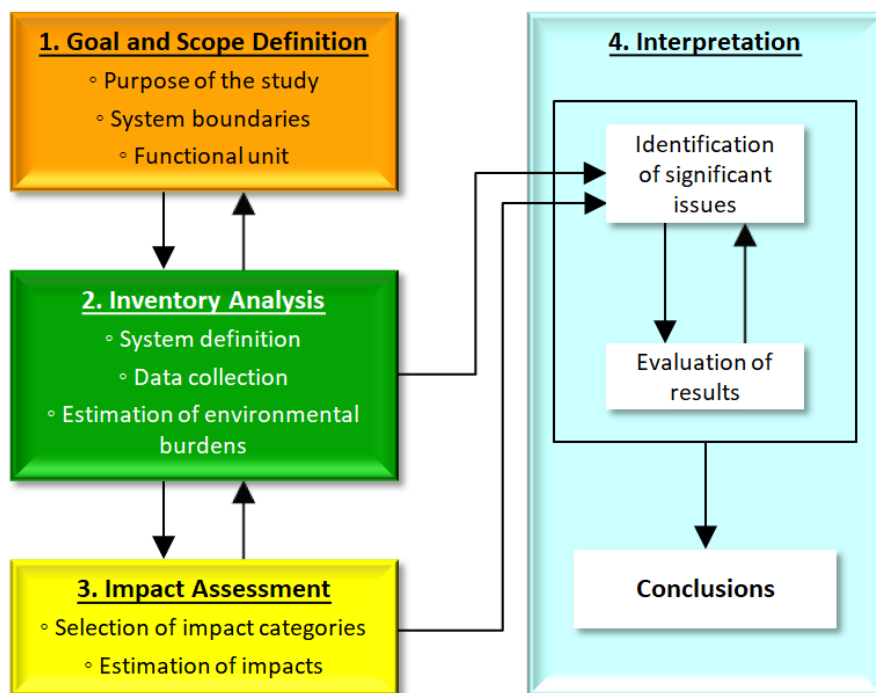 1. Goal and Scope Definition
◦ Purpose of the study
◦ System boundaries
◦ Functional unit
2. Inventory Analysis
◦ System definition
◦ Data collection
◦ Estimation of environmental
burdens
3. Impact Assessment
◦ Selection of impact categories
◦ Estimation of impacts
4. Interpretation
Identification
of significant
issues
Evaluation of
results
Conclusions